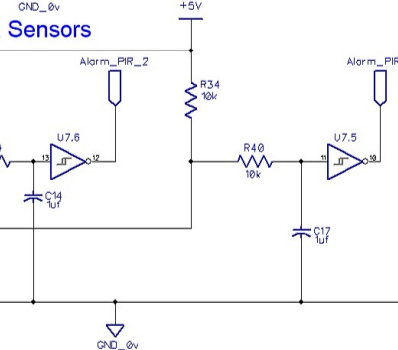 GND_0v
+5V
Sensors
Alarm_PIR_2
Alarm_PIR
R34
10k
U7.6
13
12
R40
10k
U7.5
11
10
C14
1uf
C17
1uf
GND_0v